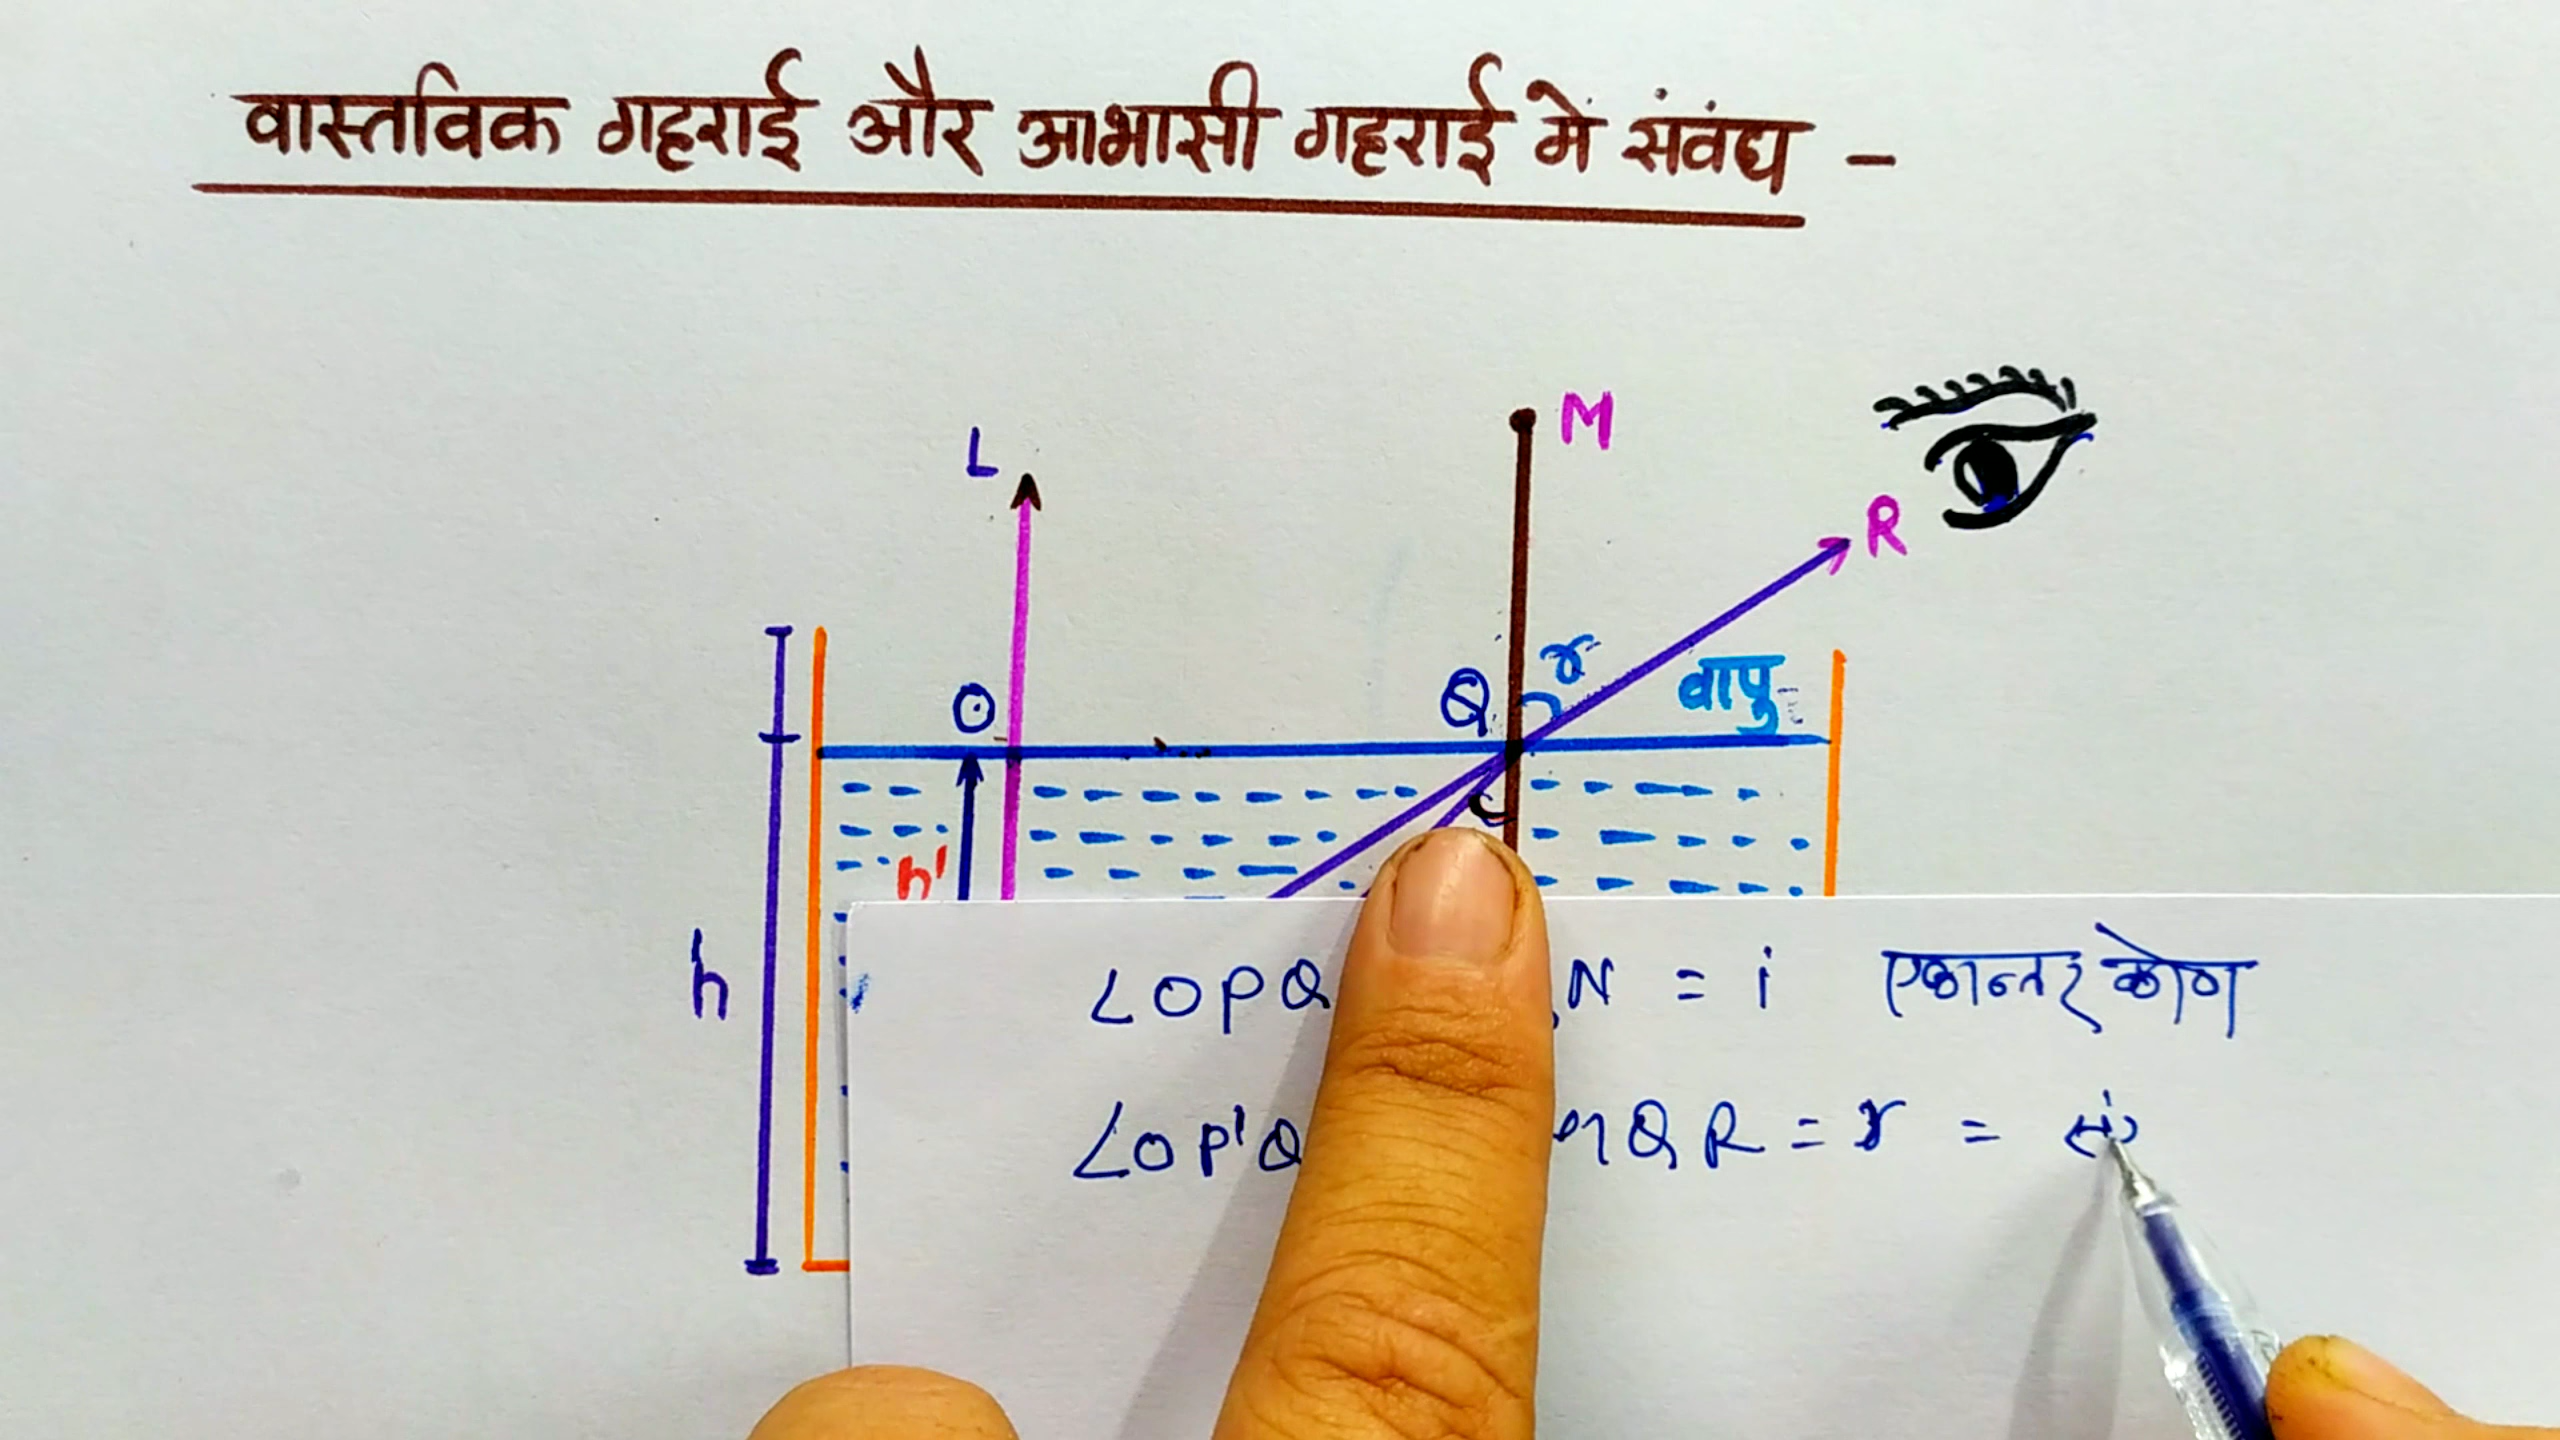 वास्तविक गहराई और आभासी गहराई में संवंध -
M
L
R
r
O
Q
वायु
h'
h
∠OPQ N = i एकान्तर कोण
∠OP'Q MQR = r = सं